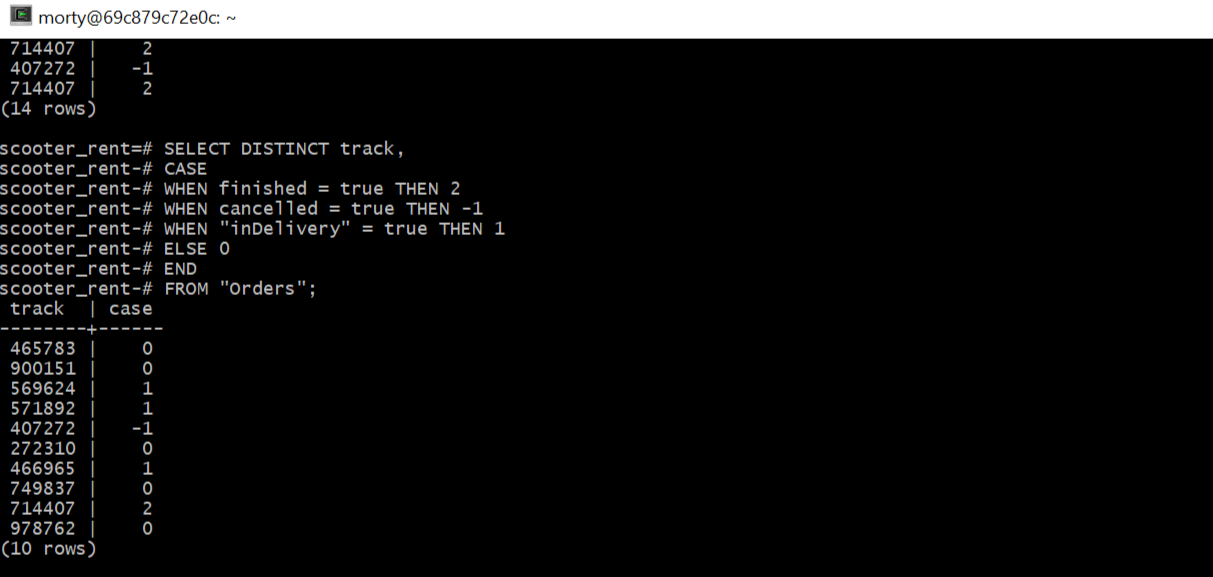 morty@69c879c72e0c: ~
 714407 |    2
 407272 |   -1
 714407 |    2
(14 rows)

scooter_rent=# SELECT DISTINCT track,
scooter_rent-# CASE
scooter_rent-# WHEN finished = true THEN 2
scooter_rent-# WHEN cancelled = true THEN -1
scooter_rent-# WHEN "inDelivery" = true THEN 1
scooter_rent-# ELSE 0
scooter_rent-# END
scooter_rent-# FROM "Orders";
 track  | case
--------+------
 465783 |    0
 900151 |    0
 569624 |    1
 571892 |    1
 407272 |   -1
 272310 |    0
 466965 |    1
 749837 |    0
 714407 |    2
 978762 |    0
(10 rows)